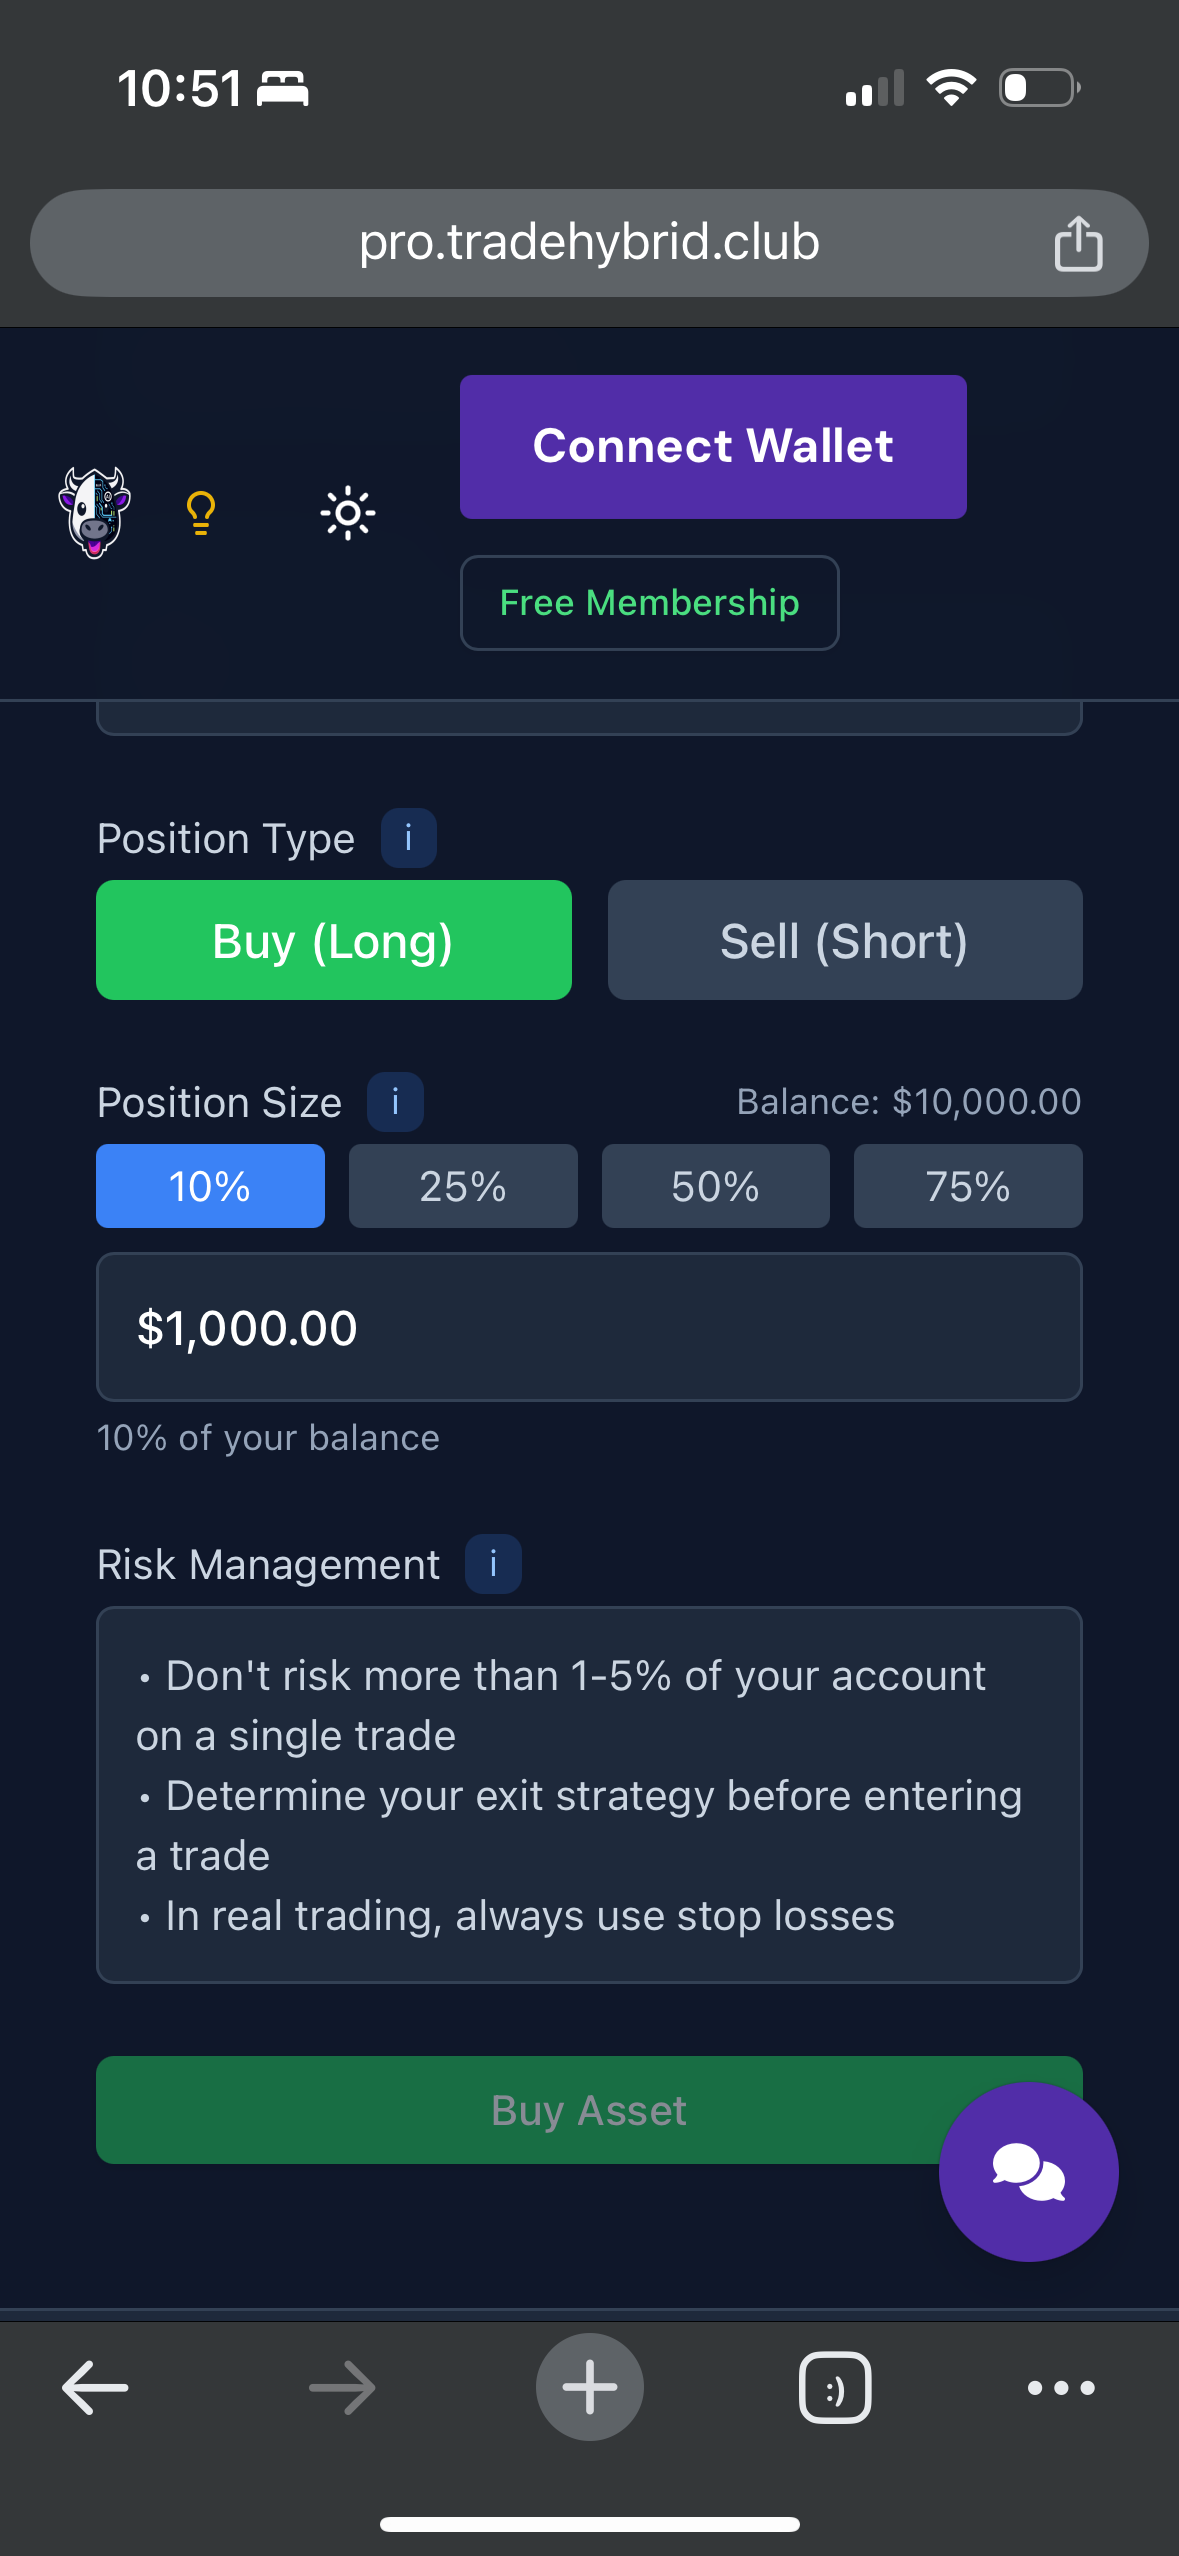 10:51
pro.tradehybrid.club
Connect Wallet
Free Membership
Position Type i
Buy (Long) Sell (Short)
Position Size i Balance: $10,000.00
10% 25% 50% 75%
$1,000.00
10% of your balance
Risk Management i
• Don't risk more than 1-5% of your account
on a single trade
• Determine your exit strategy before entering
a trade
• In real trading, always use stop losses
Buy Asset
:)